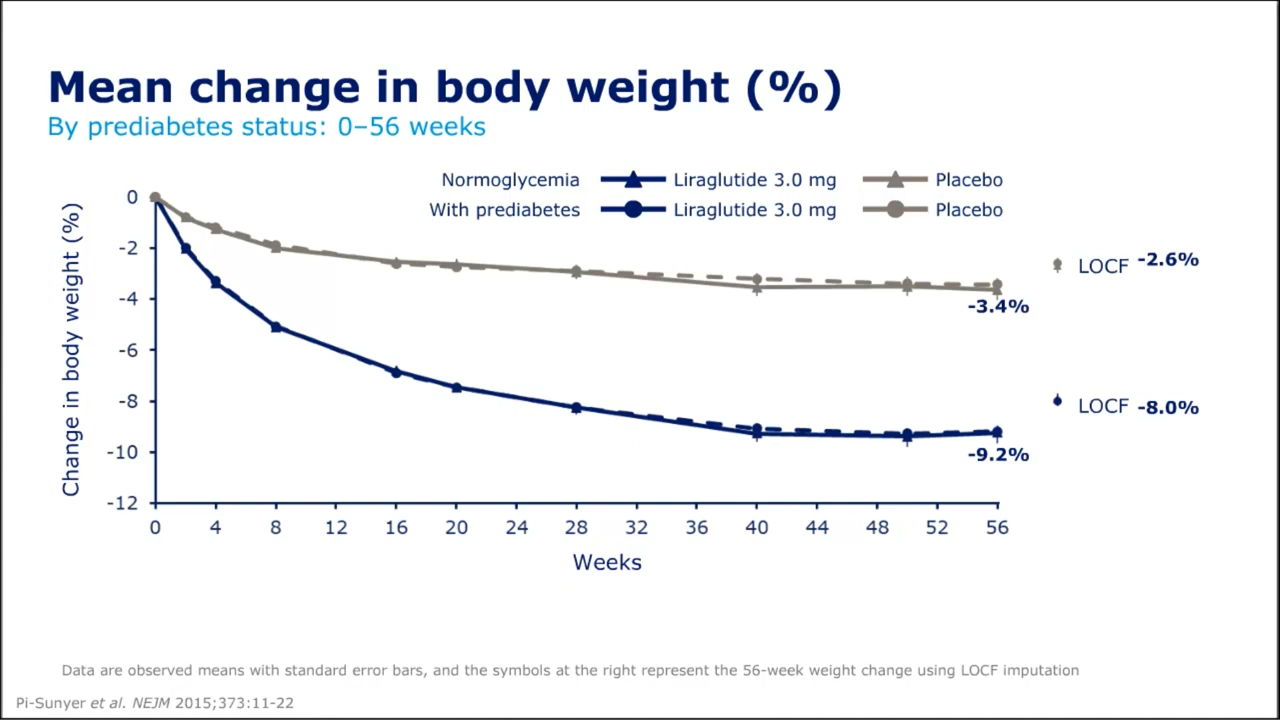 Mean change in body weight (%)
By prediabetes status: 0–56 weeks
Normoglycemia Liraglutide 3.0 mg Placebo
With prediabetes Liraglutide 3.0 mg Placebo
Change in body weight (%)
0
-2
-4
-6
-8
-10
-12
LOCF -2.6%
-3.4%
LOCF -8.0%
-9.2%
0 4 8 12 16 20 24 28 32 36 40 44 48 52 56
Weeks
Data are observed means with standard error bars, and the symbols at the right represent the 56-week weight change using LOCF imputation
Pi-Sunyer et al. NEJM 2015;373:11-22